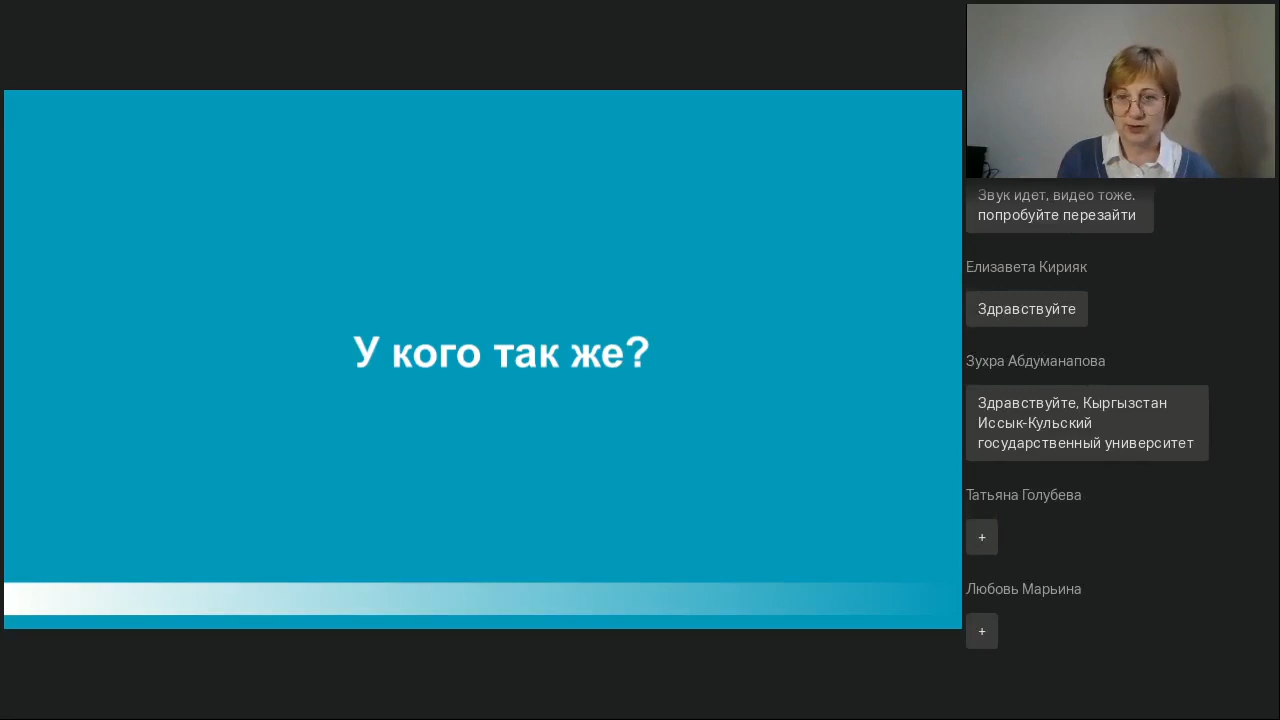 У кого так же?
Звук идет, видео тоже.
попробуйте перезайти
Елизавета Кирияк
Здравствуйте
Зухра Абдуманапова
Здравствуйте, Кыргызстан
Иссык-Кульский
государственный университет
Татьяна Голубева
+
Любовь Марьина
+